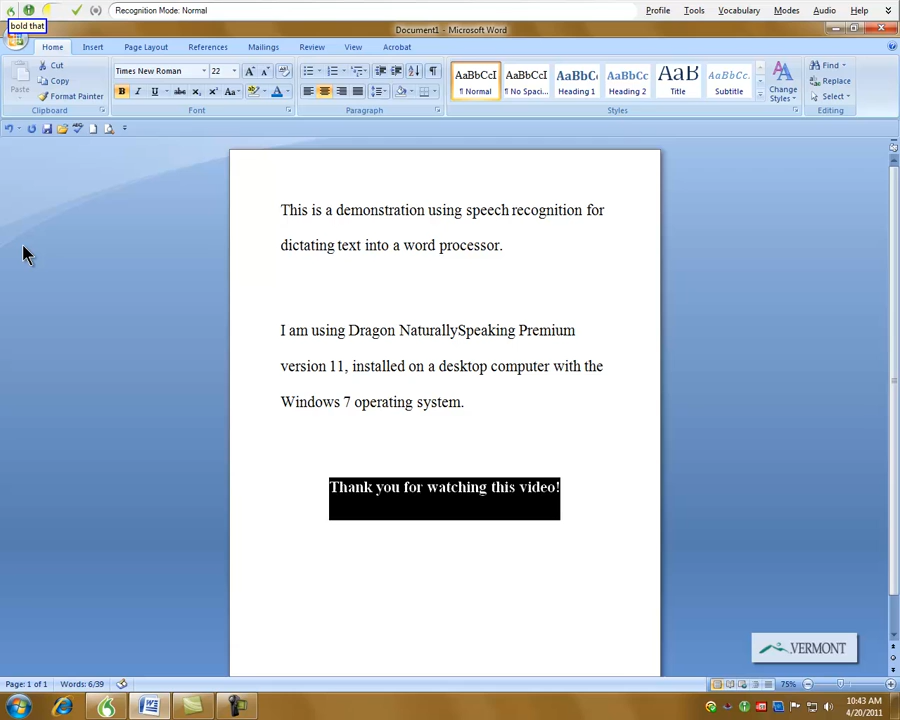 Recognition Mode: Normal
Profile Tools Vocabulary Modes Audio Help
bold that
Document1 - Microsoft Word
Home Insert Page Layout References Mailings Review View Acrobat
Paste
Cut
Copy
Format Painter
Clipboard
Times New Roman 22
Font
Paragraph
AaBbCcI AaBbCcI AaBbC AaBbCc AaB AaBbCc.
¶ Normal ¶ No Spaci... Heading 1 Heading 2 Title Subtitle
Change Styles
Styles
Find
Replace
Select
Editing
This is a demonstration using speech recognition for
dictating text into a word processor.
I am using Dragon NaturallySpeaking Premium
version 11, installed on a desktop computer with the
Windows 7 operating system.
Thank you for watching this video!
VERMONT
Page: 1 of 1 Words: 6/39 75%
10:43 AM
4/20/2011